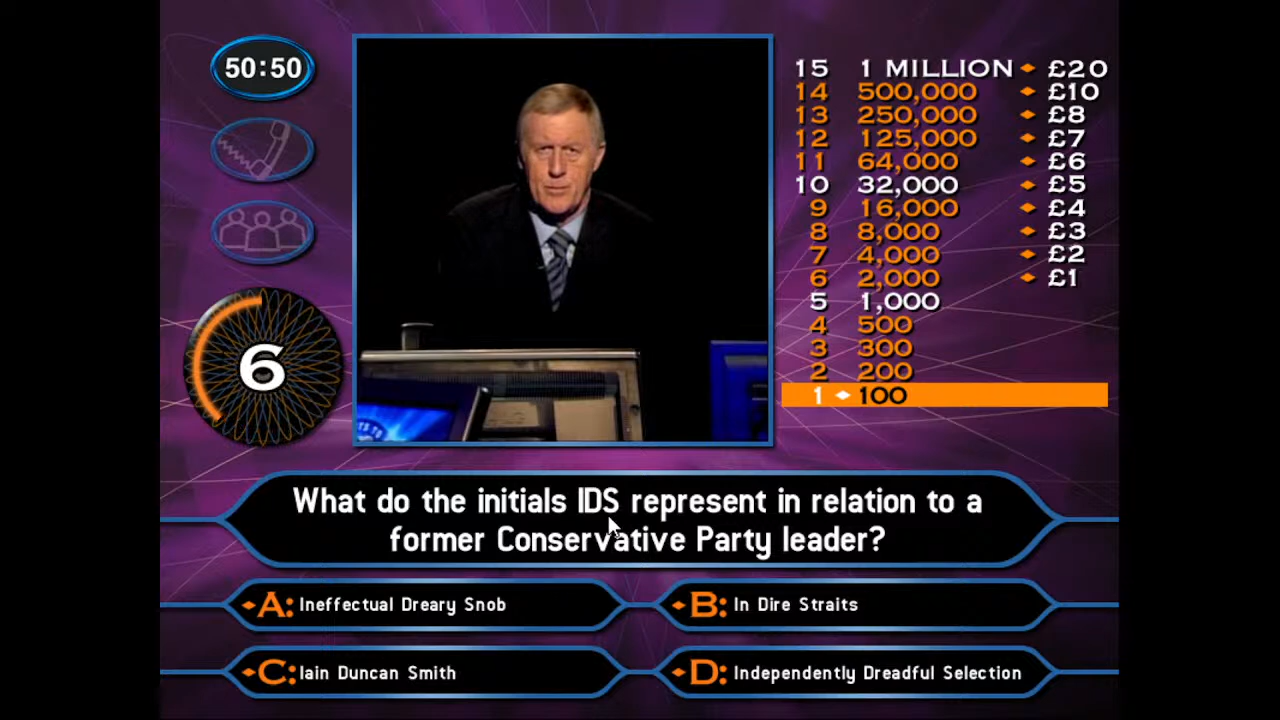 50:50
15 1 MILLION £20
14 500,000 £10
13 250,000 £8
12 125,000 £7
11 64,000 £6
10 32,000 £5
9 16,000 £4
8 8,000 £3
7 4,000 £2
6 2,000 £1
5 1,000
4 500
3 300
2 200
1 100
6
What do the initials IDS represent in relation to a
former Conservative Party leader?
A: Ineffectual Dreary Snob
B: In Dire Straits
C: Iain Duncan Smith
D: Independently Dreadful Selection